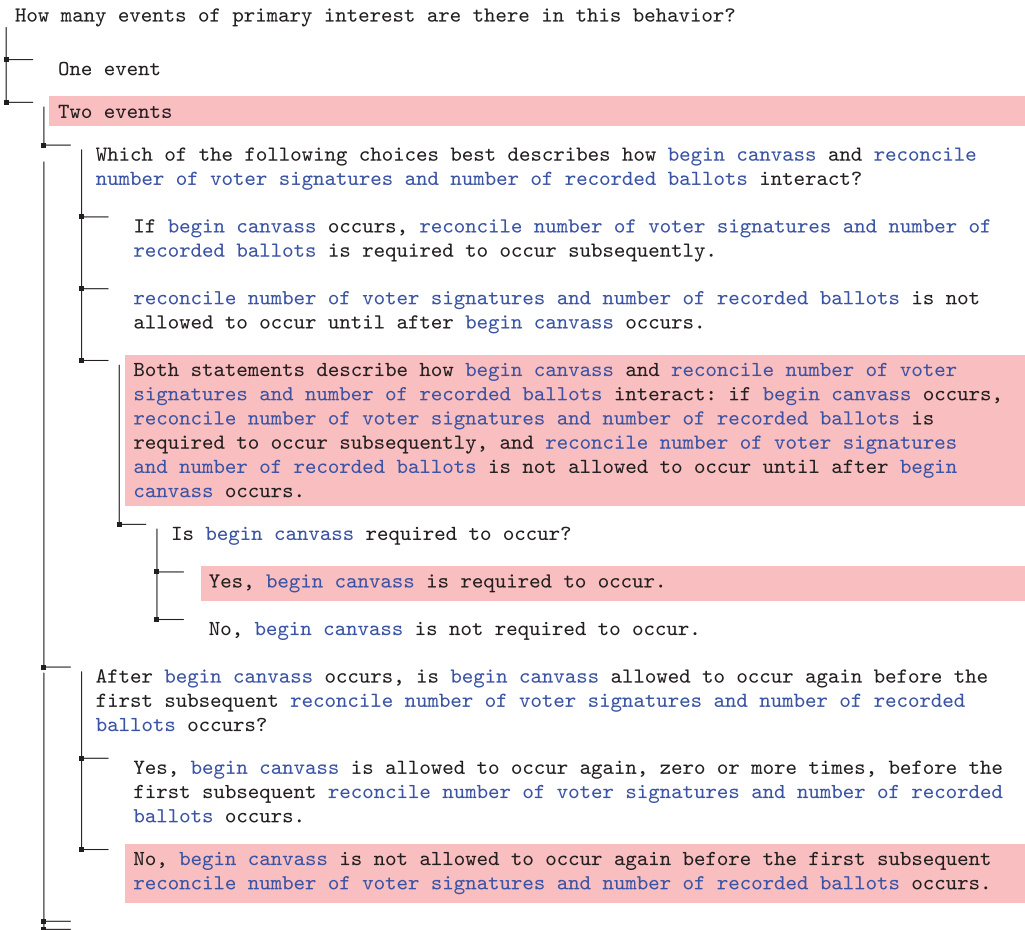 How many events of primary interest are there in this behavior?
One event
Two events
Which of the following choices best describes how begin canvass and reconcile
number of voter signatures and number of recorded ballots interact?
If begin canvass occurs, reconcile number of voter signatures and number of
recorded ballots is required to occur subsequently.
reconcile number of voter signatures and number of recorded ballots is not
allowed to occur until after begin canvass occurs.
Both statements describe how begin canvass and reconcile number of voter
signatures and number of recorded ballots interact: if begin canvass occurs,
reconcile number of voter signatures and number of recorded ballots is
required to occur subsequently, and reconcile number of voter signatures
and number of recorded ballots is not allowed to occur until after begin
canvass occurs.
Is begin canvass required to occur?
Yes, begin canvass is required to occur.
No, begin canvass is not required to occur.
After begin canvass occurs, is begin canvass allowed to occur again before the
first subsequent reconcile number of voter signatures and number of recorded
ballots occurs?
Yes, begin canvass is allowed to occur again, zero or more times, before the
first subsequent reconcile number of voter signatures and number of recorded
ballots occurs.
No, begin canvass is not allowed to occur again before the first subsequent
reconcile number of voter signatures and number of recorded ballots occurs.